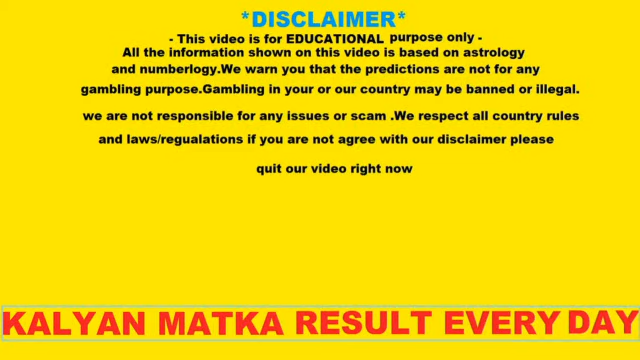 *DISCLAIMER*
- This video is for EDUCATIONAL purpose only -
All the information shown on this video is based on astrology
and numberlogy.We warn you that the predictions are not for any
gambling purpose.Gambling in your or our country may be banned or illegal.
we are not responsible for any issues or scam .We respect all country rules
and laws/regualations if you are not agree with our disclaimer please
quit our video right now
KALYAN MATKA RESULT EVERY DAY